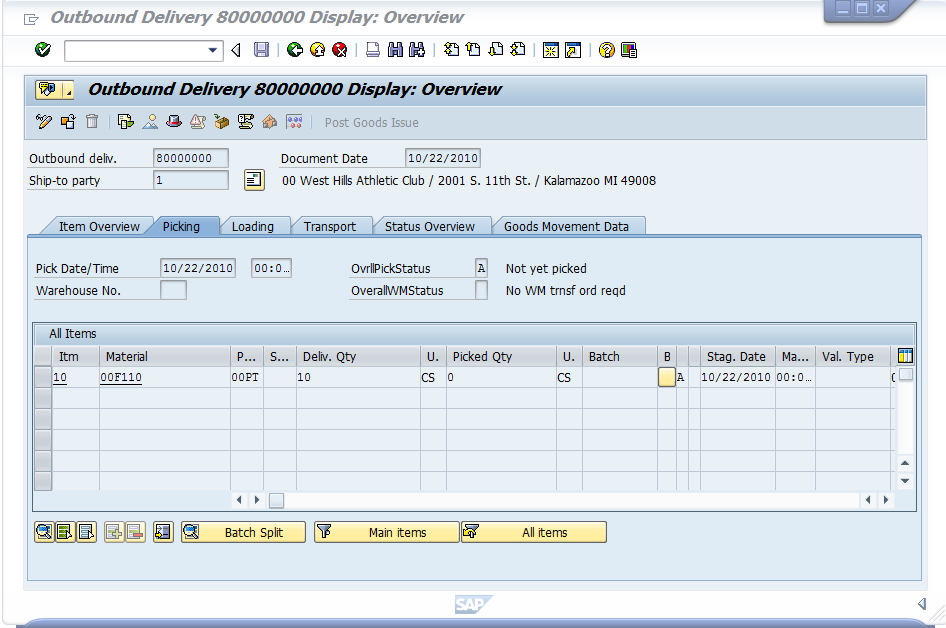 Outbound Delivery 80000000 Display: Overview
Outbound Delivery 80000000 Display: Overview
Post Goods Issue
Outbound deliv. 80000000 Document Date 10/22/2010
Ship-to party 1 00 West Hills Athletic Club / 2001 S. 11th St. / Kalamazoo MI 49008
Item Overview Picking Loading Transport Status Overview Goods Movement Data
Pick Date/Time 10/22/2010 00:0… OvrllPickStatus A Not yet picked
Warehouse No. OverallWMStatus No WM trnsf ord reqd
All Items
Itm Material P... S... Deliv. Qty U. Picked Qty U. Batch B Stag. Date Ma... Val. Type
10 00F110 00PT 10 CS 0 CS A 10/22/2010 00:0…
Batch Split Main items All items
SAP